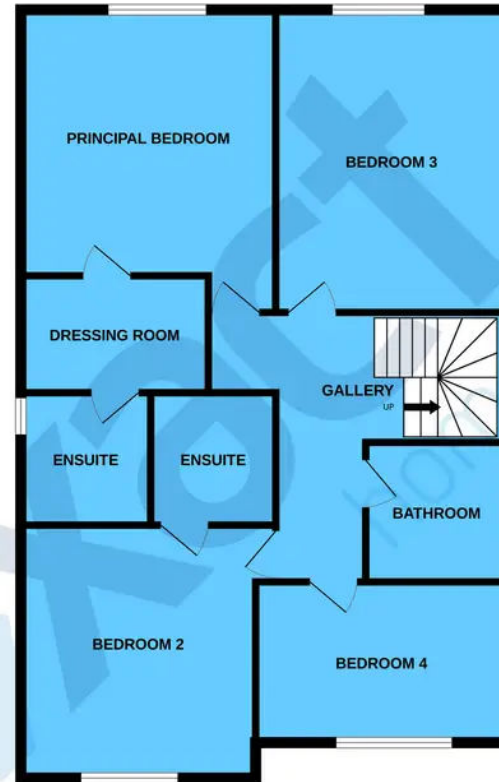 PRINCIPAL BEDROOM
BEDROOM 3
DRESSING ROOM
GALLERY
UP
ENSUITE
ENSUITE
BATHROOM
BEDROOM 2
BEDROOM 4